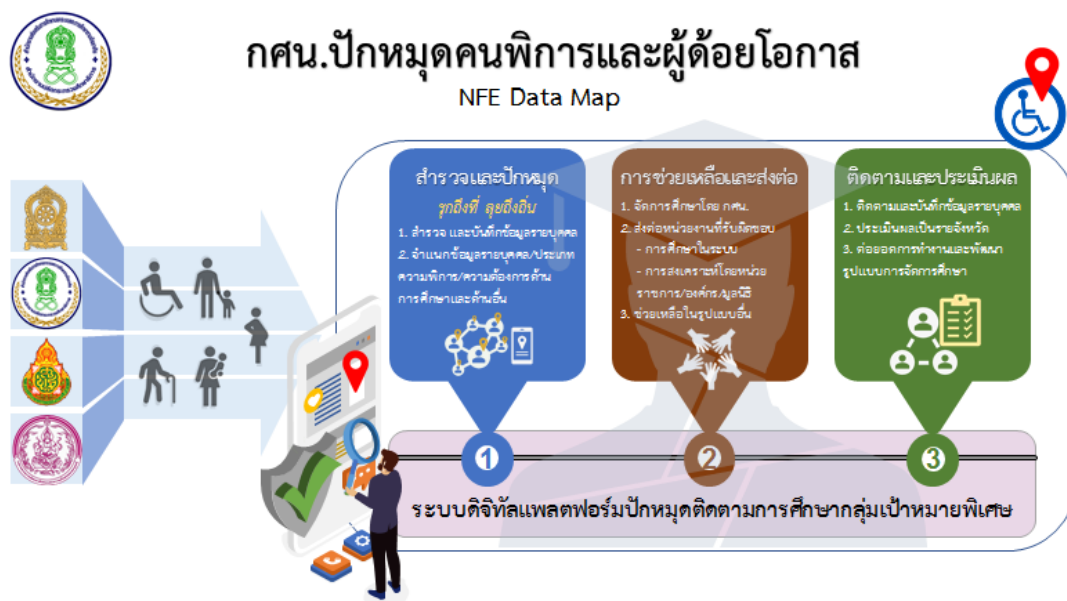 กศน.ปักหมุดคนพิการและผู้ด้อยโอกาส
NFE Data Map
สำรวจและปักหมุด
รุกถึงที่ ลุยถึงถิ่น
1. สำรวจ และบันทึกข้อมูลรายบุคคล
2. จำแนกข้อมูลรายบุคคล/ประเภท
ความพิการ/ความต้องการด้าน
การศึกษาและด้านอื่น
การช่วยเหลือและส่งต่อ
1. จัดการศึกษาโดย กศน.
2. ส่งต่อหน่วยงานที่รับผิดชอบ
- การศึกษาในระบบ
- การสงเคราะห์โดยหน่วย
ราชการ/องค์กร/มูลนิธิ
3. ช่วยเหลือในรูปแบบอื่น
ติดตามและประเมินผล
1. ติดตามและบันทึกข้อมูลรายบุคคล
2. ประเมินผลเป็นรายจังหวัด
3. ต่อยอดการทำงานและพัฒนา
รูปแบบการจัดการศึกษา
1
2
3
ระบบดิจิทัลแพลตฟอร์มปักหมุดติดตามการศึกษากลุ่มเป้าหมายพิเศษ